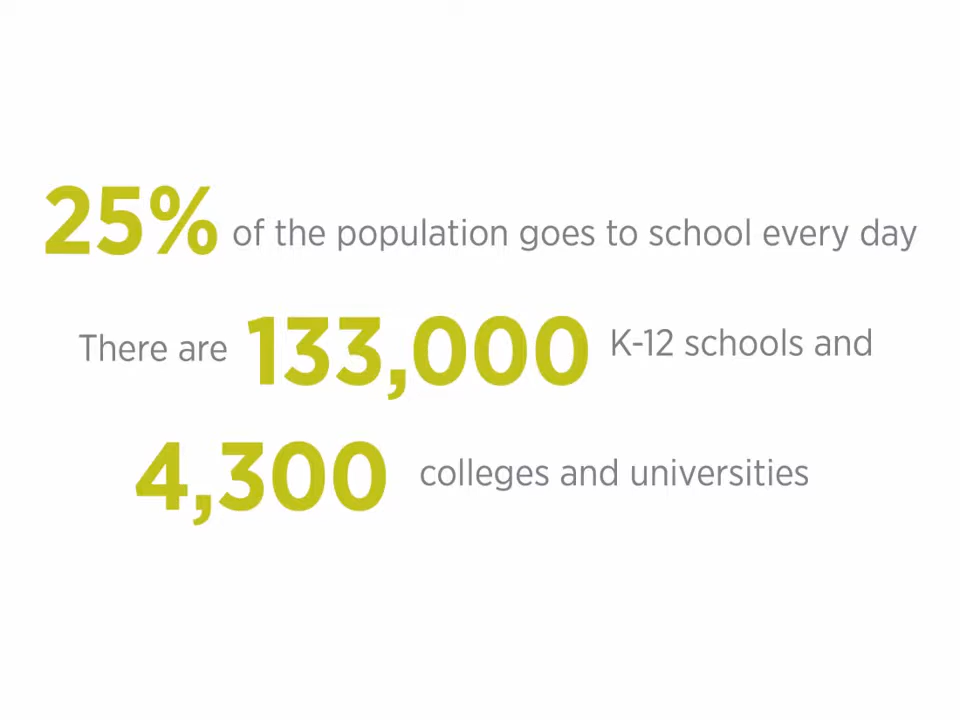 25% of the population goes to school every day
There are 133,000 K-12 schools and
4,300 colleges and universities